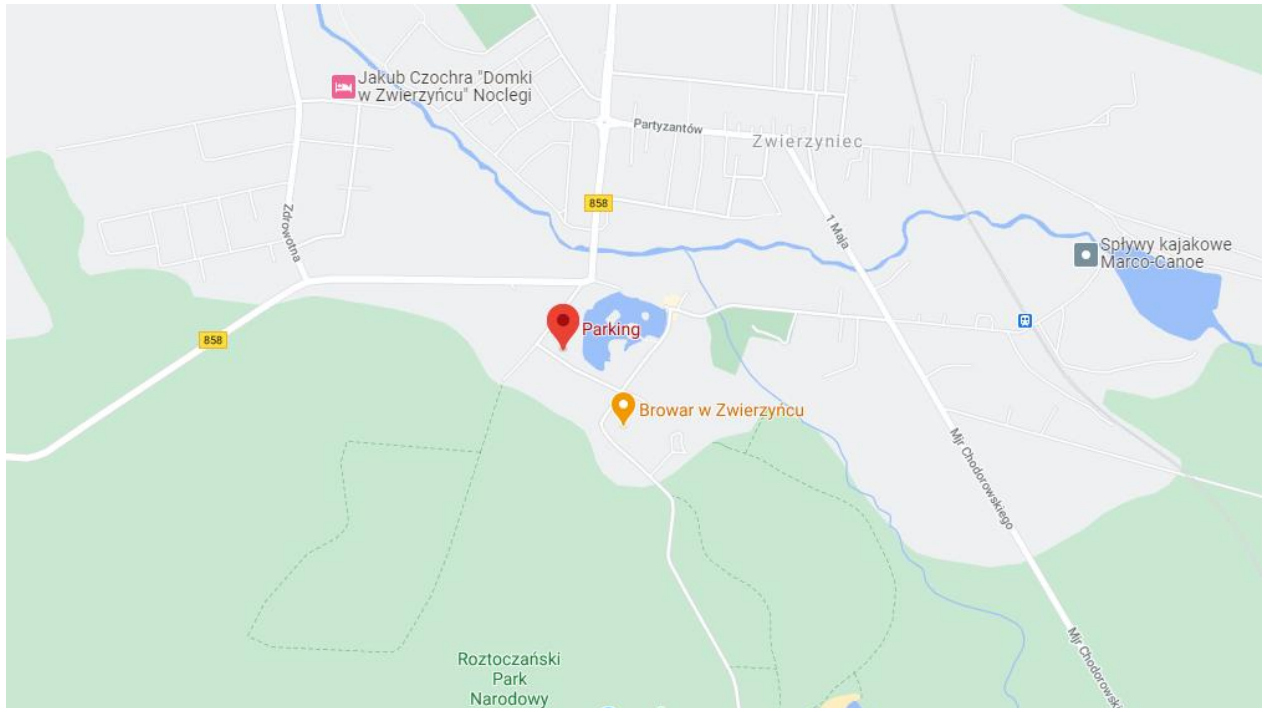 Jakub Czochra "Domki
w Zwierzyńcu" Noclegi
Partyzantów
Zwierzyniec
858
Zdrowotna
1 Maja
Spływy kajakowe
Marco-Canoe
858
Parking
Browar w Zwierzyńcu
Mjr Chodorowskiego
Mjr Chodorowski
Roztoczański
Park
Narodowy